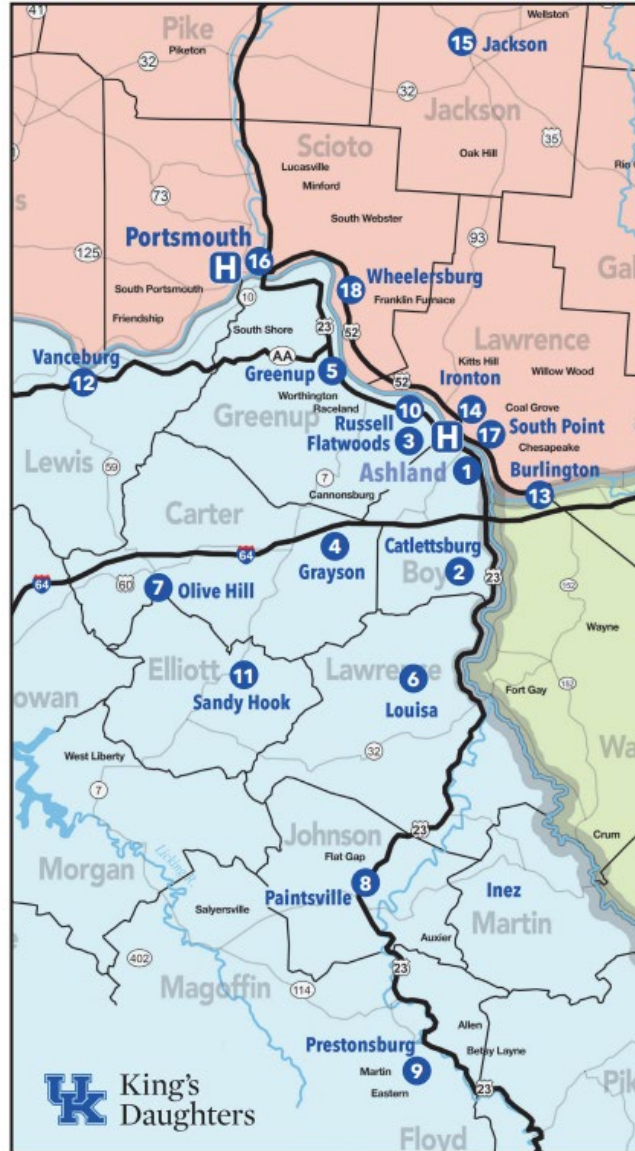 41
Pike
Piketon
Wellston
15 Jackson
32
32
Jackson
35
Scioto
Lucasville
Minford
Oak Hill
73
South Webster
93
125
Portsmouth
H 16
18 Wheelersburg
Franklin Furnace
South Portsmouth
10
Friendship
South Shore
23
52
Lawrence
Kitts Hill
Willow Wood
Vanceburg
12
AA
Greenup 5
52
Ironton
14
Coal Grove
Worthington
Raceland
10
Greenup
Russell
Flatwoods 3
H
17 South Point
Chesapeake
Lewis
59
7
Ashland
1
Burlington
13
Cannonsburg
Carter
64
4
Grayson
Catlettsburg
2
23
152
64
60
7 Olive Hill
Boy
Wayne
Elliott
11
Sandy Hook
Lawrence
6
Louisa
152
Fort Gay
owan
Wa
West Liberty
32
7
23
Johnson
Crum
Flat Gap
Morgan
Licking
8
Paintsville
Inez
Salyersville
Martin
Auxier
402
23
Magoffin
114
Allen
Prestonsburg
9
Betsy Layne
Martin
Eastern
23
Pik
Floyd
UK King's
Daughters